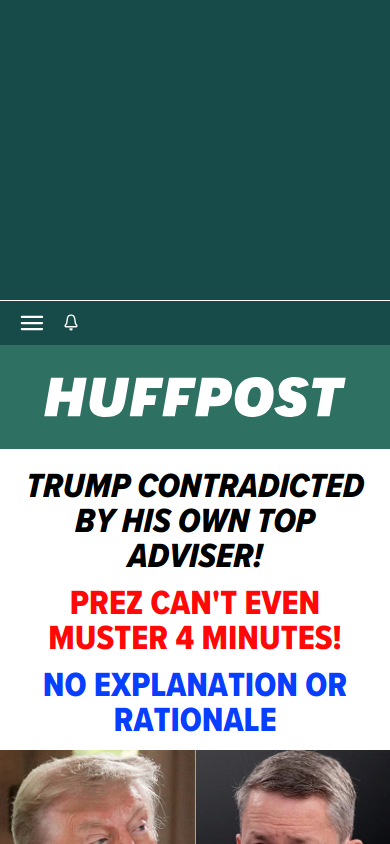 HUFFPOST
TRUMP CONTRADICTED
BY HIS OWN TOP
ADVISER!
PREZ CAN'T EVEN
MUSTER 4 MINUTES!
NO EXPLANATION OR
RATIONALE